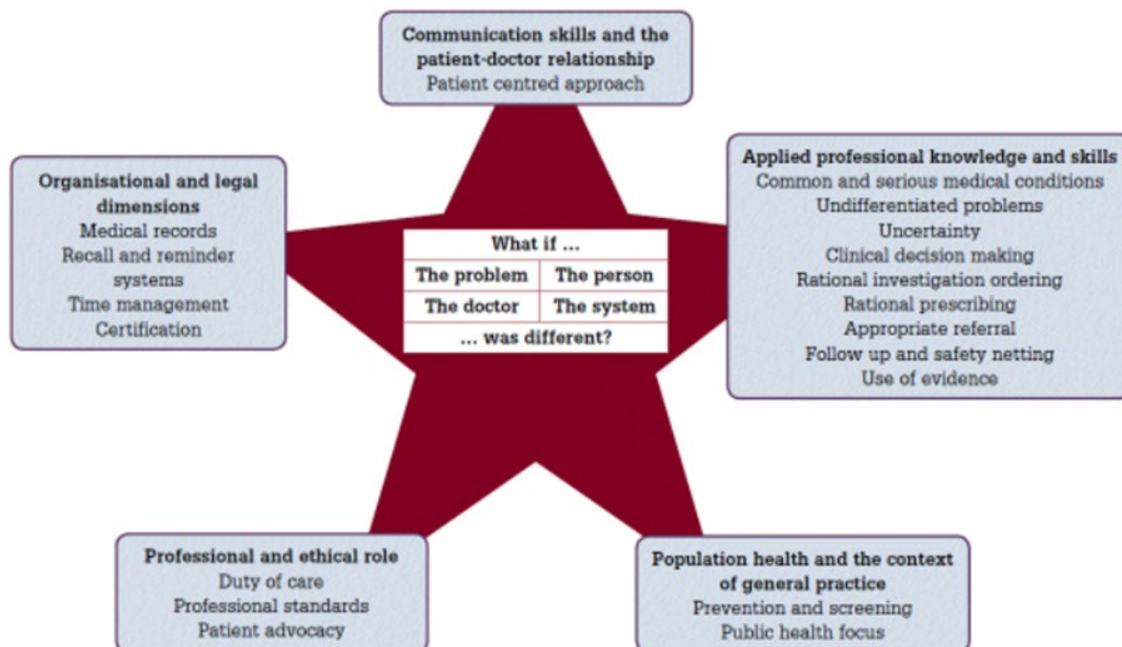 Communication skills and the
patient-doctor relationship
Patient centred approach
Organisational and legal
dimensions
Medical records
Recall and reminder
systems
Time management
Certification
Applied professional knowledge and skills
Common and serious medical conditions
Undifferentiated problems
Uncertainty
Clinical decision making
Rational investigation ordering
Rational prescribing
Appropriate referral
Follow up and safety netting
Use of evidence
What if ...
The problem The person
The doctor The system
... was different?
Professional and ethical role
Duty of care
Professional standards
Patient advocacy
Population health and the context
of general practice
Prevention and screening
Public health focus